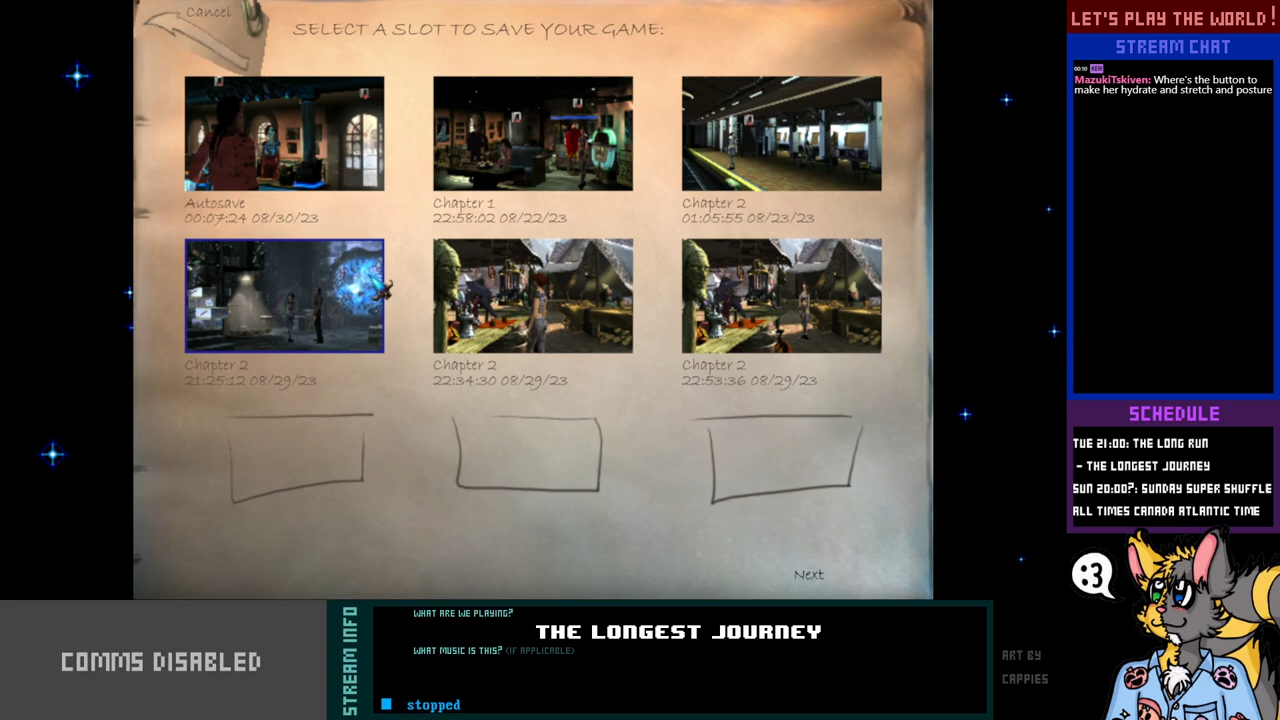 Cancel
SELECT A SLOT TO SAVE YOUR GAME:
Autosave
00:07:24 08/30/23
Chapter 1
22:58:02 08/22/23
Chapter 2
01:05:55 08/23/23
Chapter 2
21:25:12 08/29/23
Chapter 2
22:34:30 08/29/23
Chapter 2
22:53:36 08/29/23
Next
LET'S PLAY THE WORLD!
STREAM CHAT
00:10 NEW
MazukiTskiven: Where's the button to
make her hydrate and stretch and posture
SCHEDULE
TUE 21:00: THE LONG RUN
- THE LONGEST JOURNEY
SUN 20:00?: SUNDAY SUPER SHUFFLE
ALL TIMES CANADA ATLANTIC TIME
:3
COMMS DISABLED
STREAM INFO
WHAT ARE WE PLAYING?
THE LONGEST JOURNEY
WHAT MUSIC IS THIS? (IF APPLICABLE)
stopped
ART BY
CAPPIES